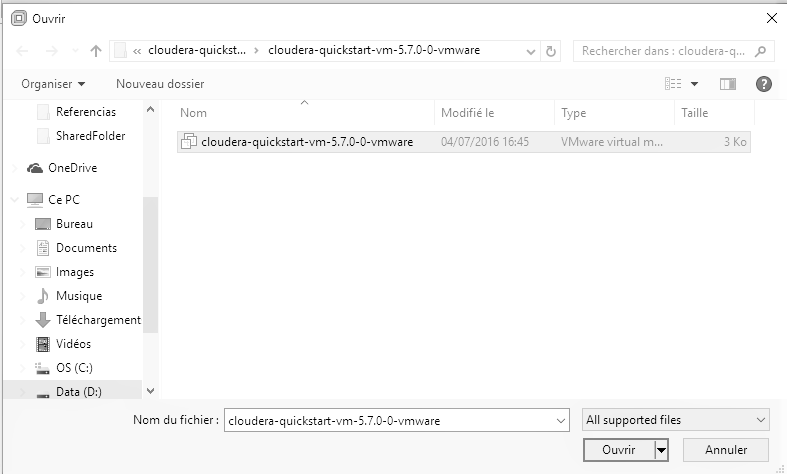 Ouvrir
« cloudera-quickst... > cloudera-quickstart-vm-5.7.0-0-vmware
Rechercher dans : cloudera-q...
Organiser
Nouveau dossier
Referencias
SharedFolder
OneDrive
Ce PC
Bureau
Documents
Images
Musique
Téléchargement
Vidéos
OS (C:)
Data (D:)
Nom Modifié le Type Taille
cloudera-quickstart-vm-5.7.0-0-vmware 04/07/2016 16:45 VMware virtual m... 3 Ko
Nom du fichier : cloudera-quickstart-vm-5.7.0-0-vmware
All supported files
Ouvrir
Annuler